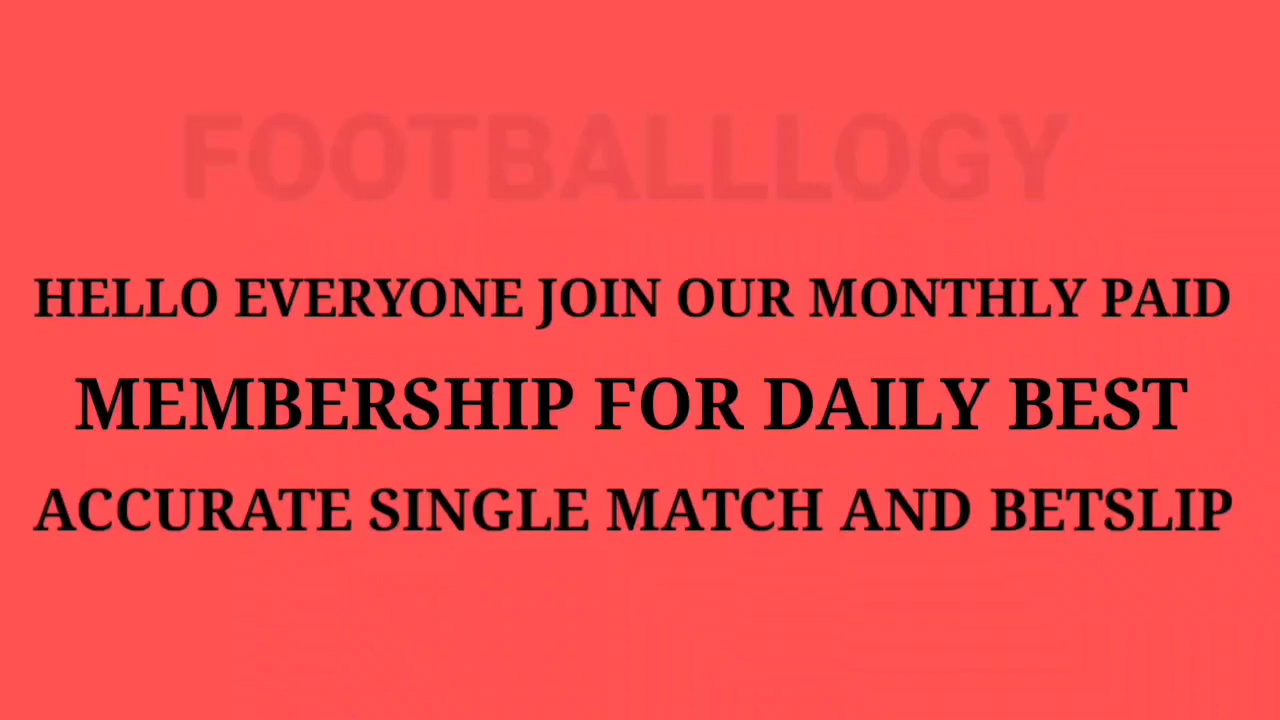 FOOTBALLLOGY
HELLO EVERYONE JOIN OUR MONTHLY PAID
MEMBERSHIP FOR DAILY BEST
ACCURATE SINGLE MATCH AND BETSLIP